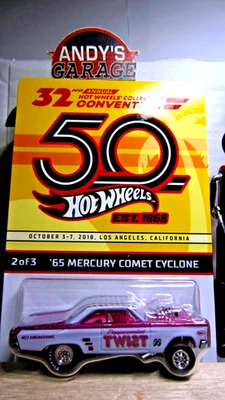 ANDY'S
GARAGE
32ND ANNUAL
HOT WHEELS COLLECTORS
CONVENTION
50
HOT WHEELS
EST. 1968
OCTOBER 3-7, 2018, LOS ANGELES, CALIFORNIA
2 of 3
'65 MERCURY COMET CYCLONE
TWIST